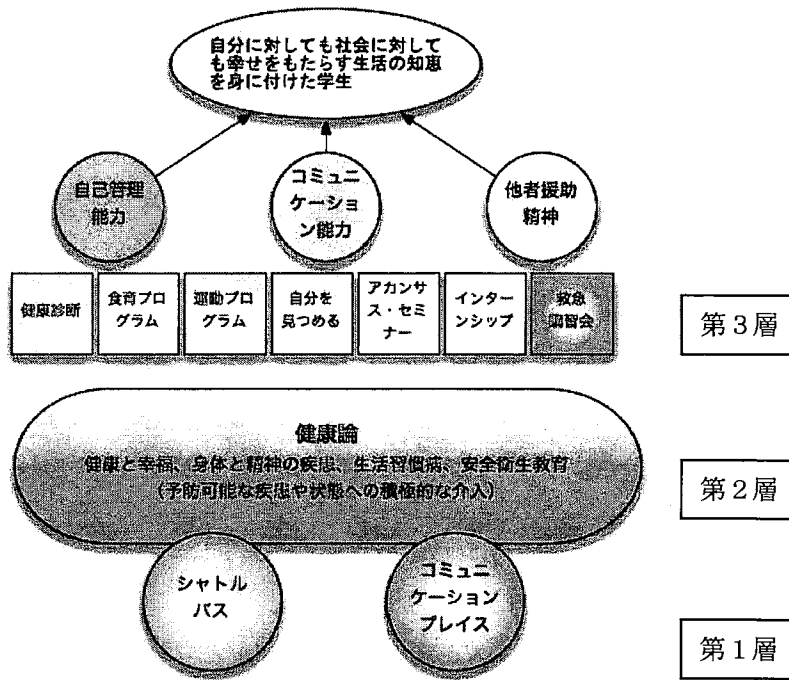 自分に対しても社会に対して
も幸せをもたらす生活の知恵
を身に付けた学生
自己管理
能力
コミュニ
ケーショ
ン能力
他者援助
精神
健康診断
食育プロ
グラム
運動プロ
グラム
自分を
見つめる
アカンサ
ス・セミ
ナー
インター
ンシップ
救急
講習会
第３層
健康論
健康と幸福、身体と精神の疾患、生活習慣病、安全衛生教育
（予防可能な疾患や状態への積極的な介入）
第２層
シャトル
バス
コミュニ
ケーション
プレイス
第１層